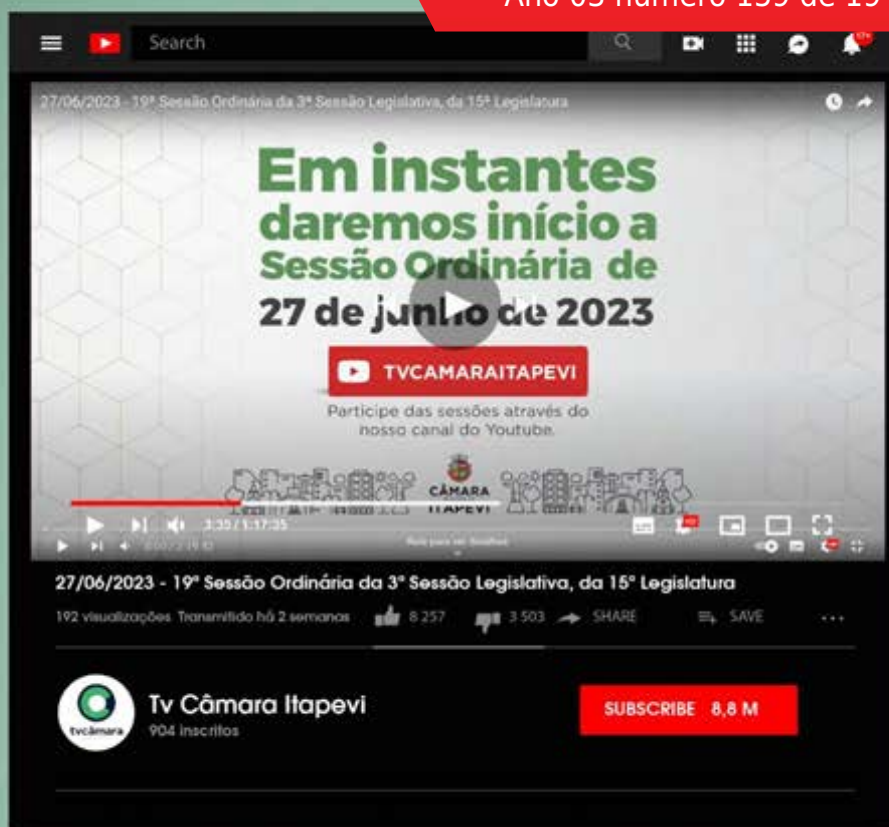 Ano 03 número 159 de 19
Search
27/06/2023 - 19ª Sessão Ordinária da 3ª Sessão Legislativa, da 15ª Legislatura
Em instantes
daremos início a
Sessão Ordinária de
27 de junho de 2023
TVCAMARAITAPEVI
Participe das sessões através do
nosso canal do Youtube.
CÂMARA
ITAPEVI
3:35 / 1:17:35
27/06/2023 - 19ª Sessão Ordinária da 3ª Sessão Legislativa, da 15ª Legislatura
192 visualizações Transmitido há 2 semanas 8 257 3 503 SHARE SAVE
Tv Câmara Itapevi
904 inscritos
tvcâmara
SUBSCRIBE 8,8 M